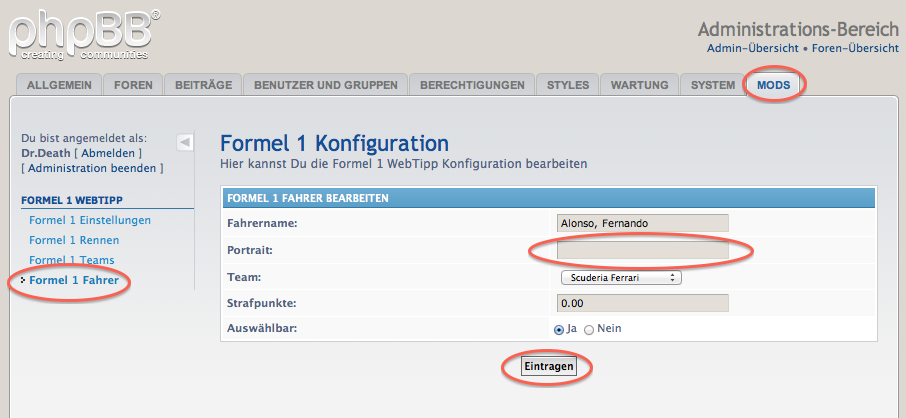 phpBB®
creating communities
Administrations-Bereich
Admin-Übersicht • Foren-Übersicht
ALLGEMEIN FOREN BEITRÄGE BENUTZER UND GRUPPEN BERECHTIGUNGEN STYLES WARTUNG SYSTEM MODS
Du bist angemeldet als:
Dr.Death [ Abmelden ]
[ Administration beenden ]
FORMEL 1 WEBTIPP
Formel 1 Einstellungen
Formel 1 Rennen
Formel 1 Teams
Formel 1 Fahrer
Formel 1 Konfiguration
Hier kannst Du die Formel 1 WebTipp Konfiguration bearbeiten
FORMEL 1 FAHRER BEARBEITEN
Fahrername: Alonso, Fernando
Portrait:
Team: Scuderia Ferrari
Strafpunkte: 0.00
Auswählbar: Ja Nein
Eintragen